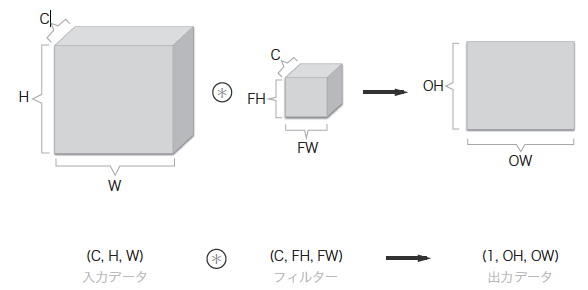 C
H
W
⊛
C
FH
FW
OH
OW
(C, H, W) ⊛ (C, FH, FW) (1, OH, OW)
入力データ フィルター 出力データ